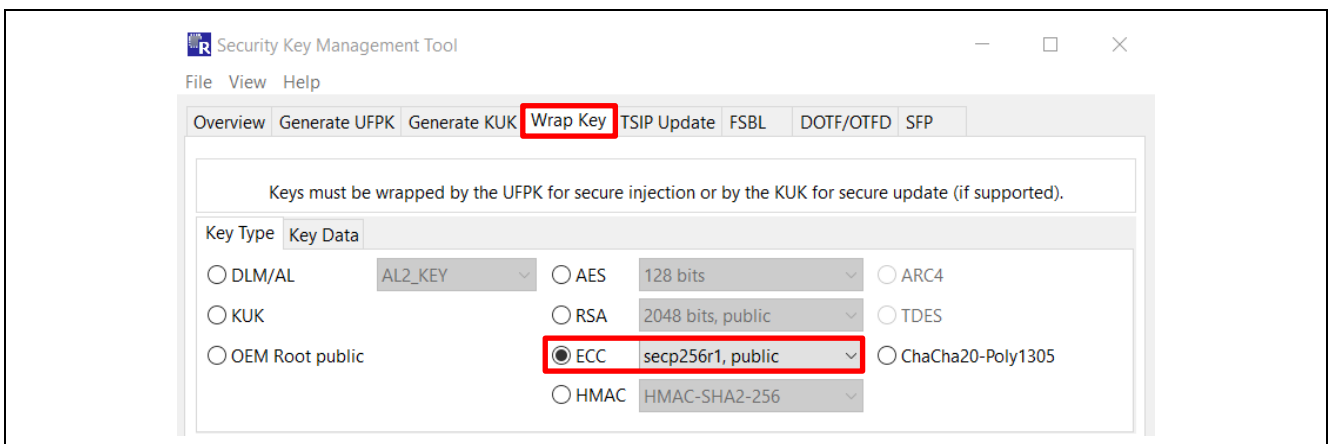 Security Key Management Tool
File View Help
Overview Generate UFPK Generate KUK Wrap Key TSIP Update FSBL DOTF/OTFD SFP
Keys must be wrapped by the UFPK for secure injection or by the KUK for secure update (if supported).
Key Type Key Data
DLM/AL AL2_KEY AES 128 bits ARC4
KUK RSA 2048 bits, public TDES
OEM Root public ECC secp256r1, public ChaCha20-Poly1305
HMAC HMAC-SHA2-256